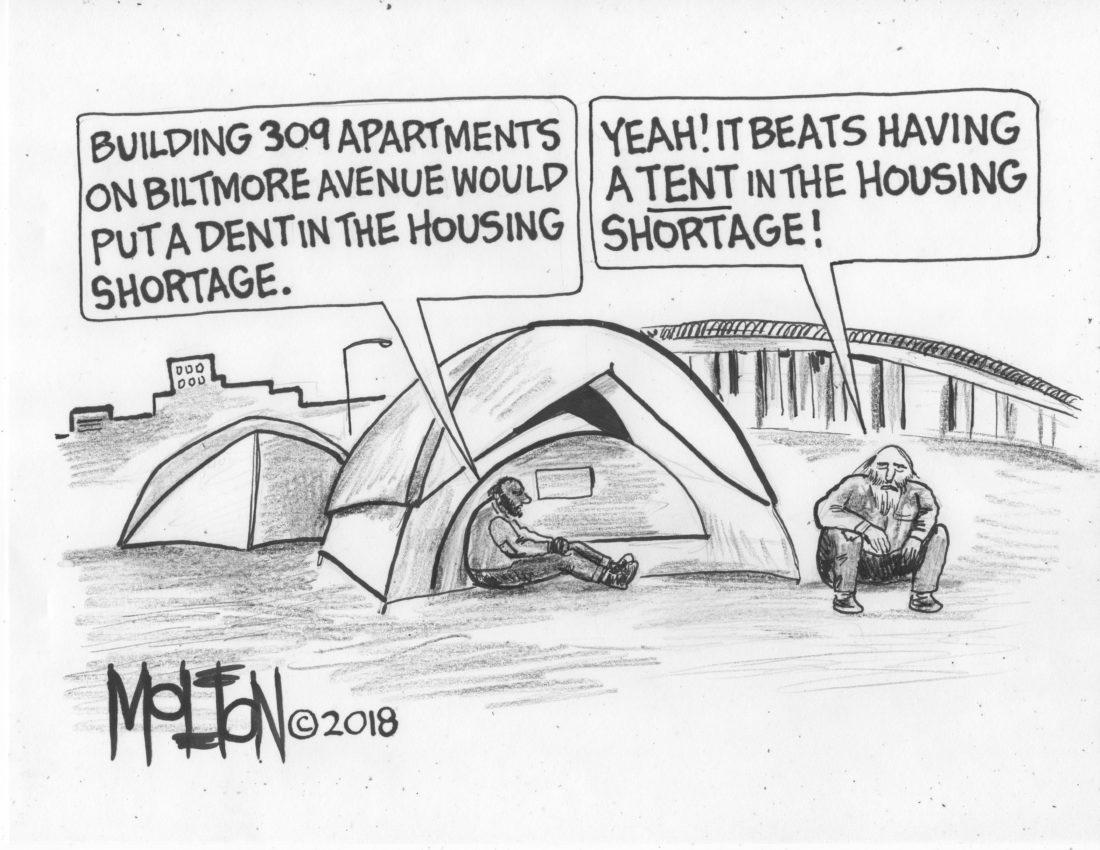 BUILDING 309 APARTMENTS
ON BILTMORE AVENUE WOULD
PUT A DENT IN THE HOUSING
SHORTAGE.
YEAH! IT BEATS HAVING
A TENT IN THE HOUSING
SHORTAGE!
MOLTON ©2018